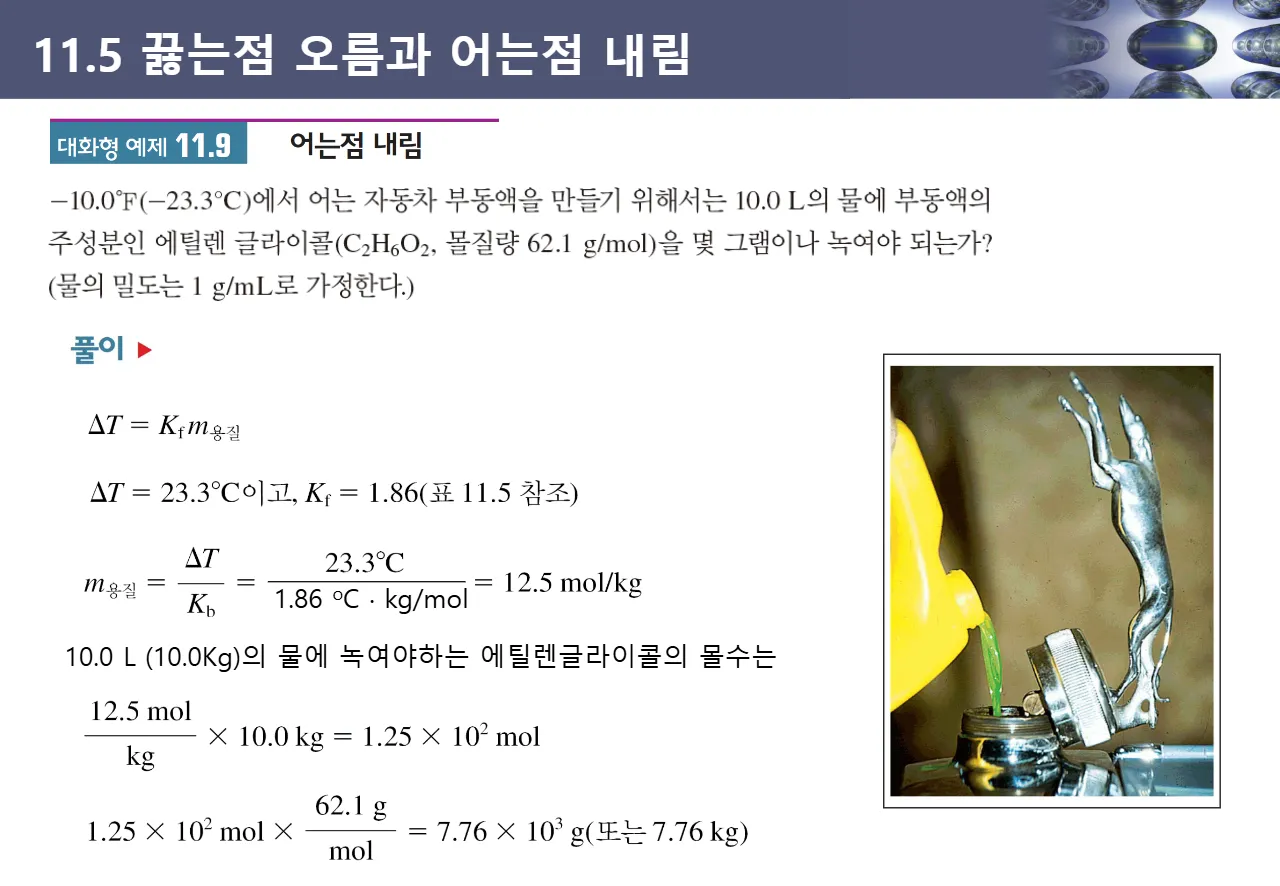 11.5 끓는점 오름과 어는점 내림
대화형 예제 11.9 어는점 내림
−10.0℉(−23.3°C)에서 어는 자동차 부동액을 만들기 위해서는 10.0 L의 물에 부동액의
주성분인 에틸렌 글라이콜(C₂H₆O₂, 몰질량 62.1 g/mol)을 몇 그램이나 녹여야 되는가?
(물의 밀도는 1 g/mL로 가정한다.)
풀이 ▶
ΔT = K_f m_용질
ΔT = 23.3℃이고, K_f = 1.86(표 11.5 참조)
m_용질 = ΔT / K_b = 23.3℃ / 1.86 ℃ · kg/mol = 12.5 mol/kg
10.0 L (10.0Kg)의 물에 녹여야하는 에틸렌글라이콜의 몰수는
12.5 mol / kg × 10.0 kg = 1.25 × 10² mol
1.25 × 10² mol × 62.1 g / mol = 7.76 × 10³ g(또는 7.76 kg)